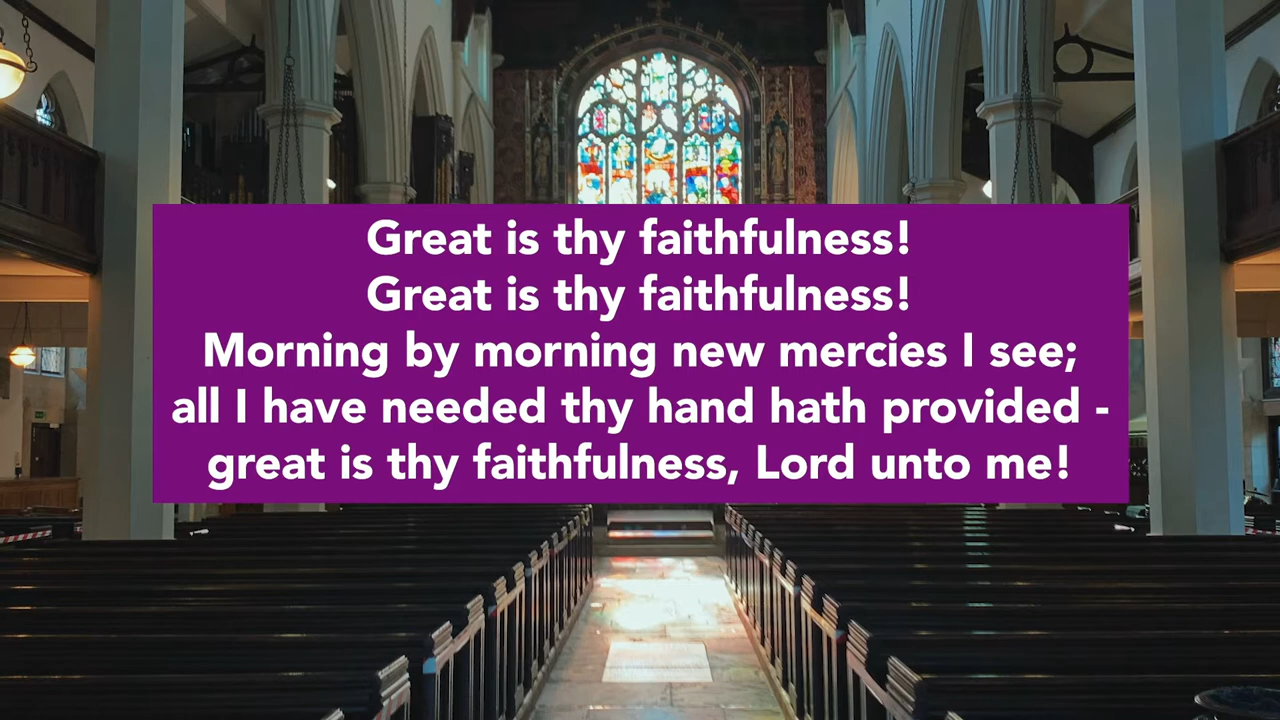 Great is thy faithfulness!
Great is thy faithfulness!
Morning by morning new mercies I see;
all I have needed thy hand hath provided -
great is thy faithfulness, Lord unto me!